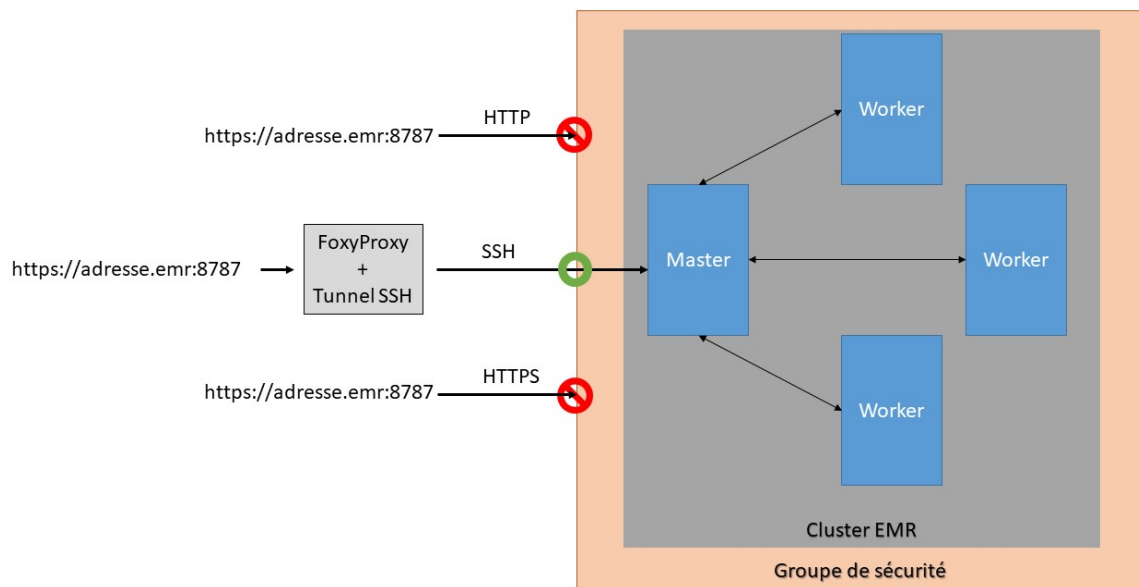 HTTP
https://adresse.emr:8787
Worker
FoxyProxy
+
Tunnel SSH
https://adresse.emr:8787
SSH
Master
Worker
HTTPS
https://adresse.emr:8787
Worker
Cluster EMR
Groupe de sécurité